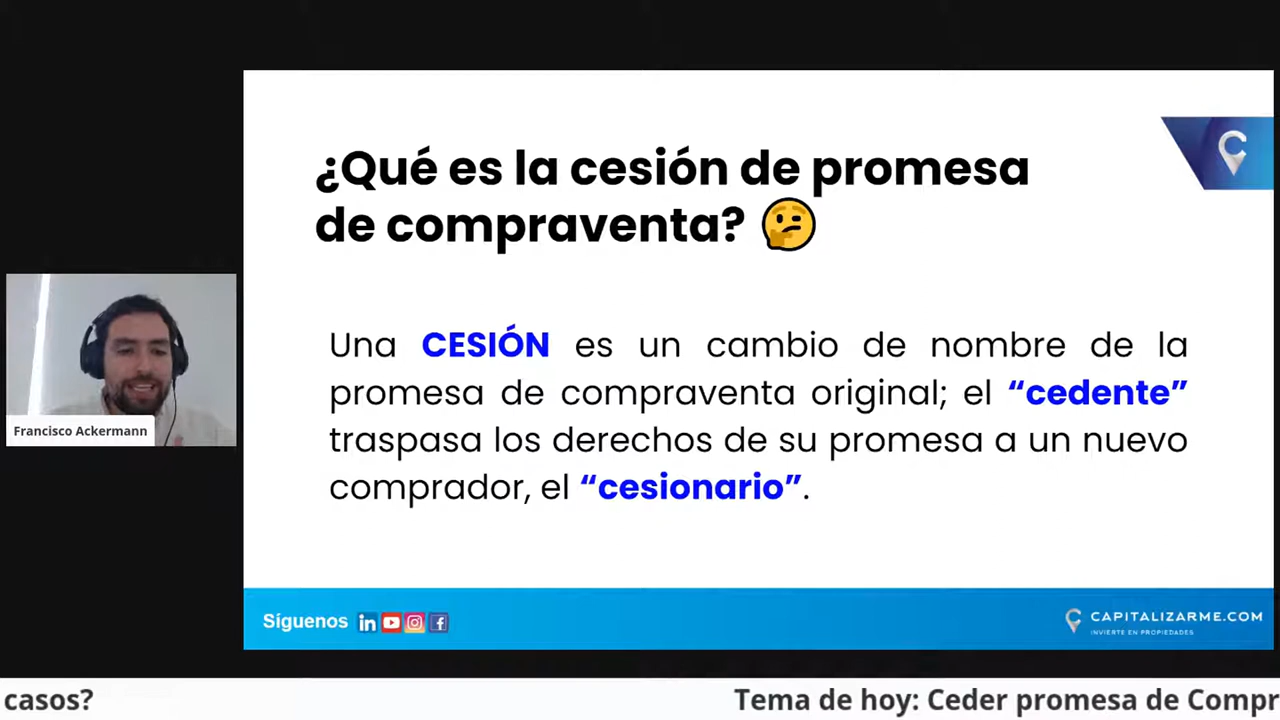 ¿Qué es la cesión de promesa
de compraventa?
Una CESIÓN es un cambio de nombre de la
promesa de compraventa original; el “cedente”
traspasa los derechos de su promesa a un nuevo
comprador, el “cesionario”.
Francisco Ackermann
Síguenos
CAPITALIZARME.COM
INVIERTE EN PROPIEDADES
casos?
Tema de hoy: Ceder promesa de Compr